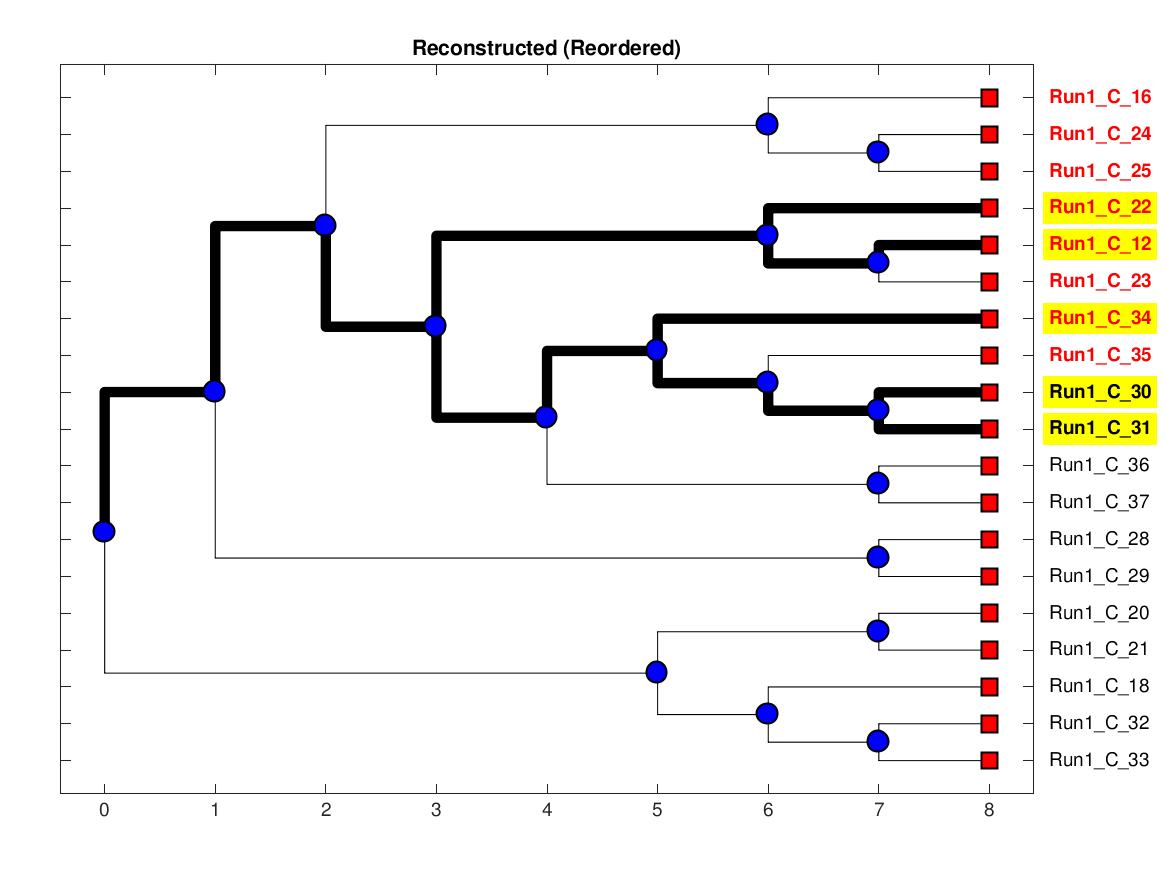 Reconstructed (Reordered)
Run1_C_16
Run1_C_24
Run1_C_25
Run1_C_22
Run1_C_12
Run1_C_23
Run1_C_34
Run1_C_35
Run1_C_30
Run1_C_31
Run1_C_36
Run1_C_37
Run1_C_28
Run1_C_29
Run1_C_20
Run1_C_21
Run1_C_18
Run1_C_32
Run1_C_33
0 1 2 3 4 5 6 7 8